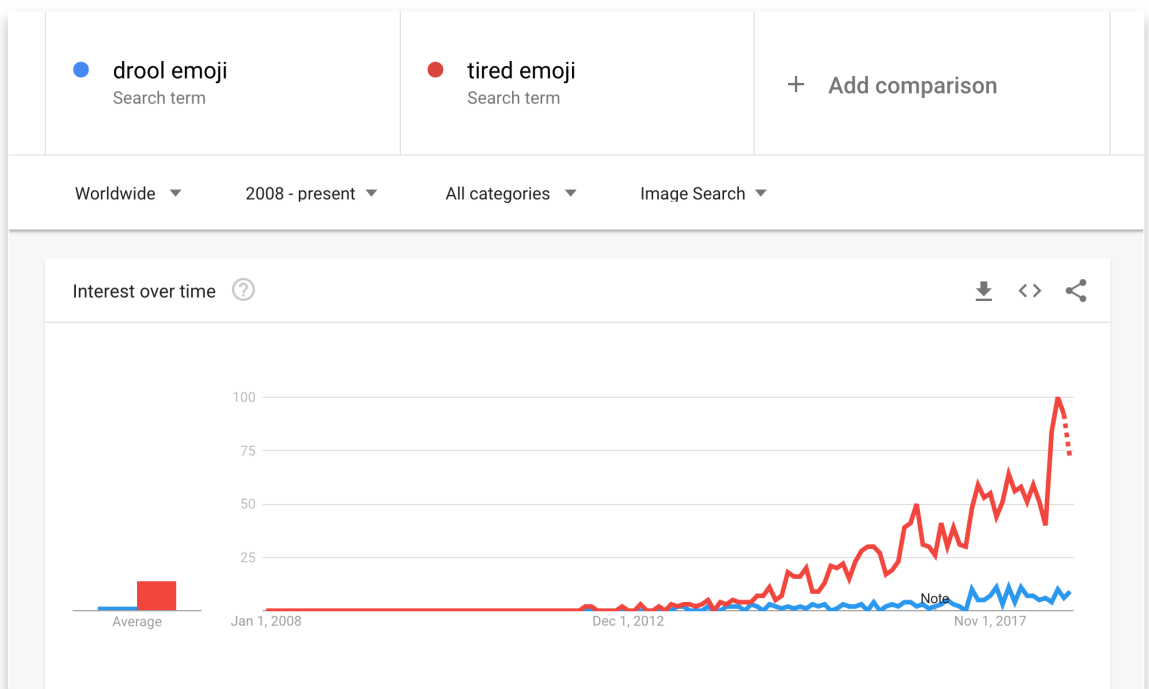 drool emoji
Search term
tired emoji
Search term
+ Add comparison
Worldwide
2008 - present
All categories
Image Search
Interest over time ?
100
75
50
25
Note
Average
Jan 1, 2008
Dec 1, 2012
Nov 1, 2017